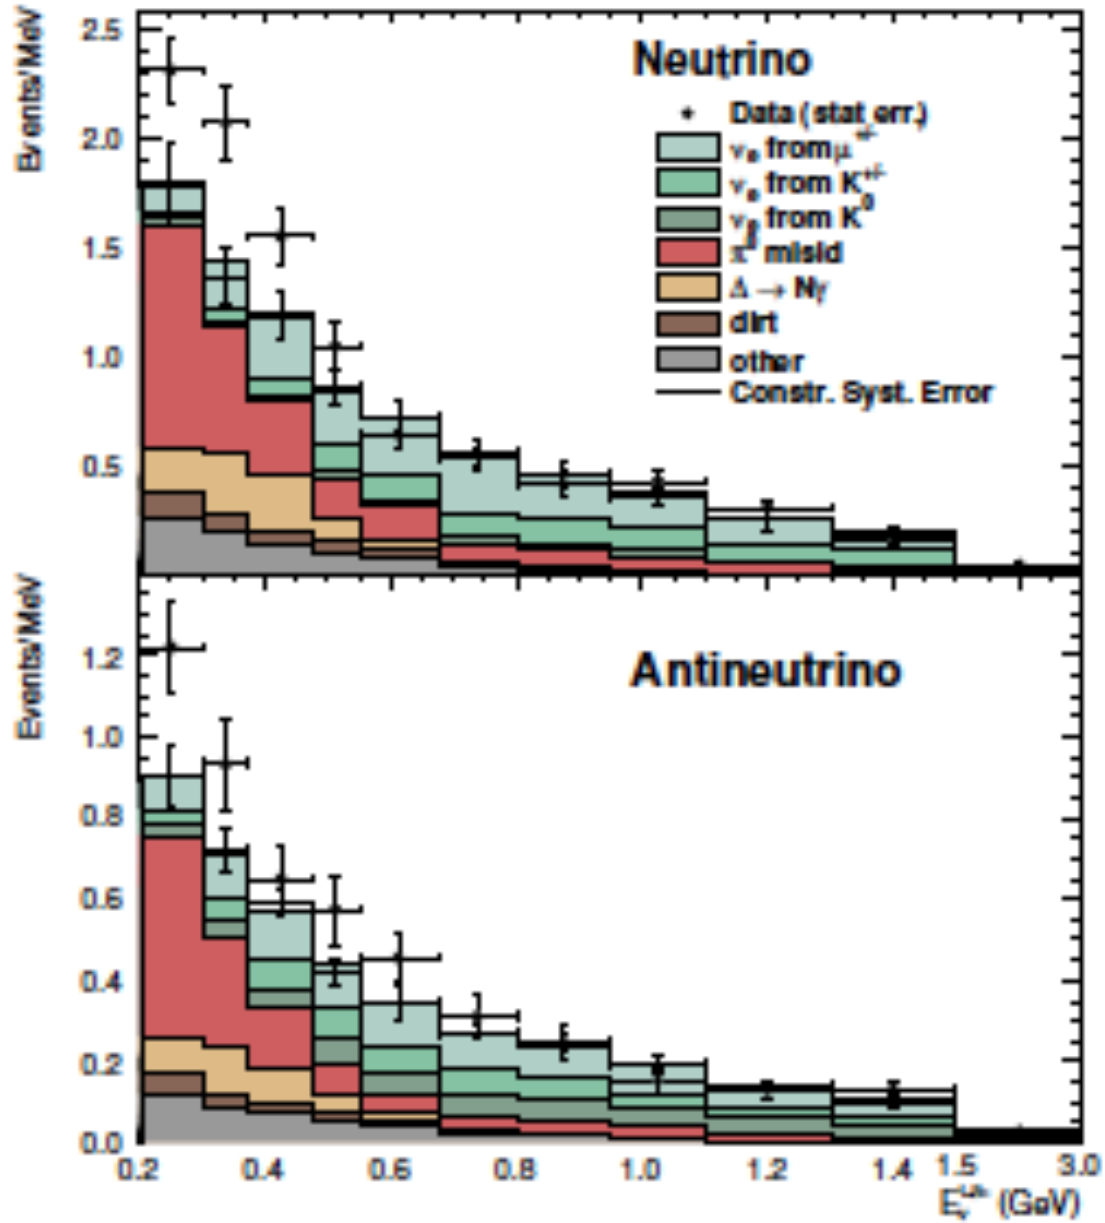 Events/MeV
2.5
2.0
1.5
1.0
0.5
Neutrino
Data (stat err.)
νe from μ+/-
νe from K+/-
νe from K0
π0 misid
Δ → Nγ
dirt
other
Constr. Syst. Error
Events/MeV
1.2
1.0
0.8
0.6
0.4
0.2
0.0
Antineutrino
0.2 0.4 0.6 0.8 1.0 1.2 1.4 1.5 3.0
(GeV)